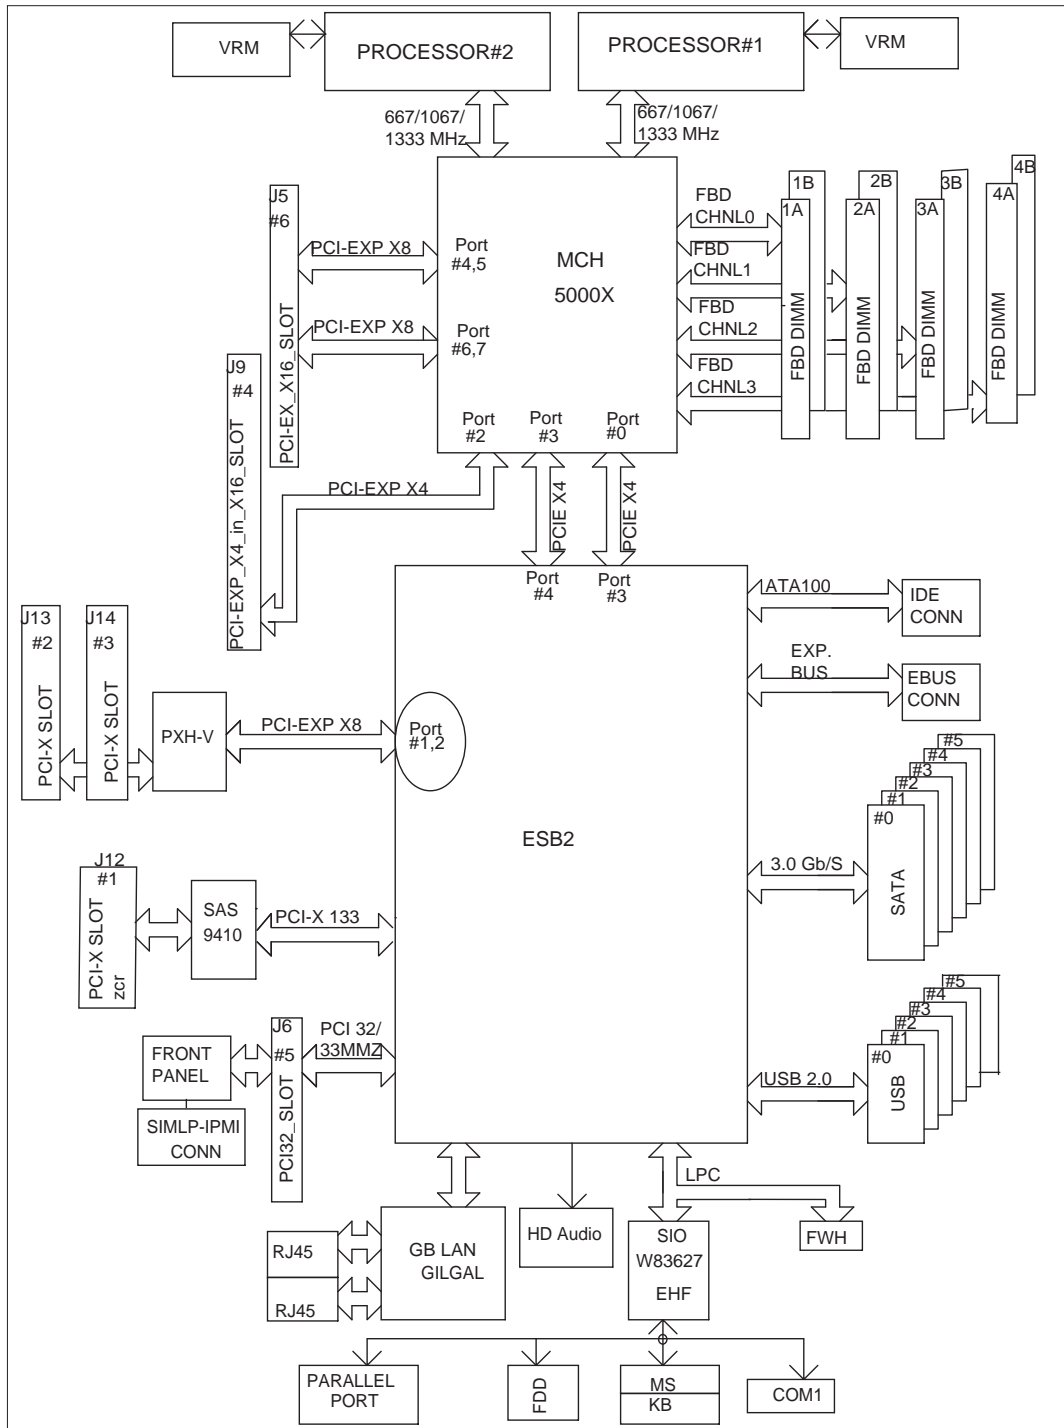 VRM
PROCESSOR#2
PROCESSOR#1
VRM
667/1067/
1333 MHz
667/1067/
1333 MHz
MCH
5000X
Port
#4,5
Port
#6,7
Port
#2
Port
#3
Port
#0
J5
#6
PCI-EX_X16_SLOT
PCI-EXP X8
PCI-EXP X8
J9
#4
PCI-EXP_X4_in_X16_SLOT
PCI-EXP X4
FBD
CHNL0
FBD
CHNL1
FBD
CHNL2
FBD
CHNL3
1B
1A
FBD DIMM
2B
2A
FBD DIMM
3B
3A
FBD DIMM
4B
4A
FBD DIMM
PCIE X4
PCIE X4
Port
#4
Port
#3
ATA100
IDE
CONN
EXP.
BUS
EBUS
CONN
J13
#2
PCI-X SLOT
J14
#3
PCI-X SLOT
PXH-V
PCI-EXP X8
Port
#1,2
ESB2
#5
#4
#3
#2
#1
#0
SATA
3.0 Gb/S
J12
#1
PCI-X SLOT
zcr
SAS
9410
PCI-X 133
#5
#4
#3
#2
#1
#0
USB
USB 2.0
FRONT
PANEL
SIMLP-IPMI
CONN
J6
#5
PCI32_ SLOT
PCI 32/
33MMZ
LPC
RJ45
RJ45
GB LAN
GILGAL
HD Audio
SIO
W83627
EHF
FWH
PARALLEL
PORT
FDD
MS
KB
COM1